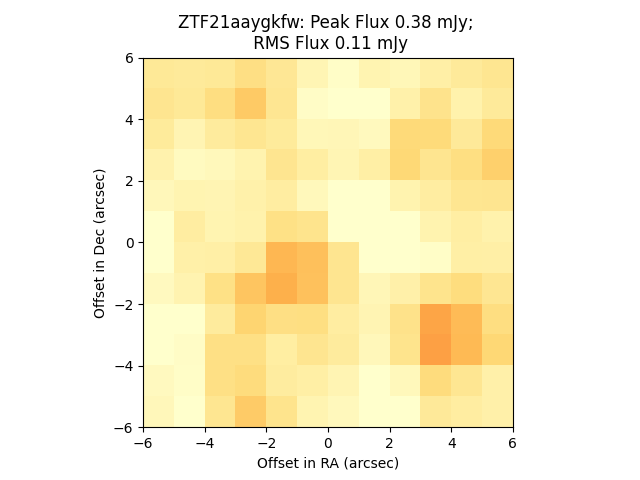 ZTF21aaygkfw: Peak Flux 0.38 mJy;
RMS Flux 0.11 mJy
6
4
2
0
−2
−4
−6
Offset in Dec (arcsec)
−6 −4 −2 0 2 4 6
Offset in RA (arcsec)